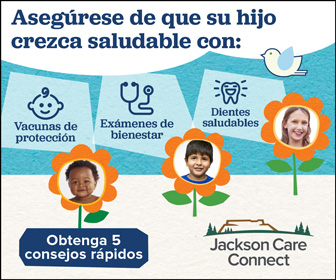 Asegúrese de que su hijo
crezca saludable con:
Vacunas de
protección
Exámenes de
bienestar
Dientes
saludables
Obtenga 5
consejos rápidos
Jackson Care
Connect